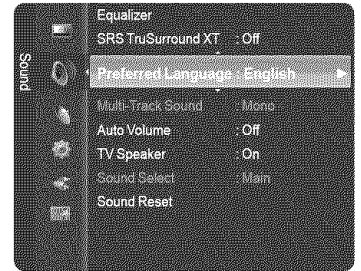 Sound
Equalizer
SRS TruSurround XT : Off
Preferred Language : English
Multi-Track Sound : Mono
Auto Volume : Off
TV Speaker : On
Sound Select : Main
Sound Reset